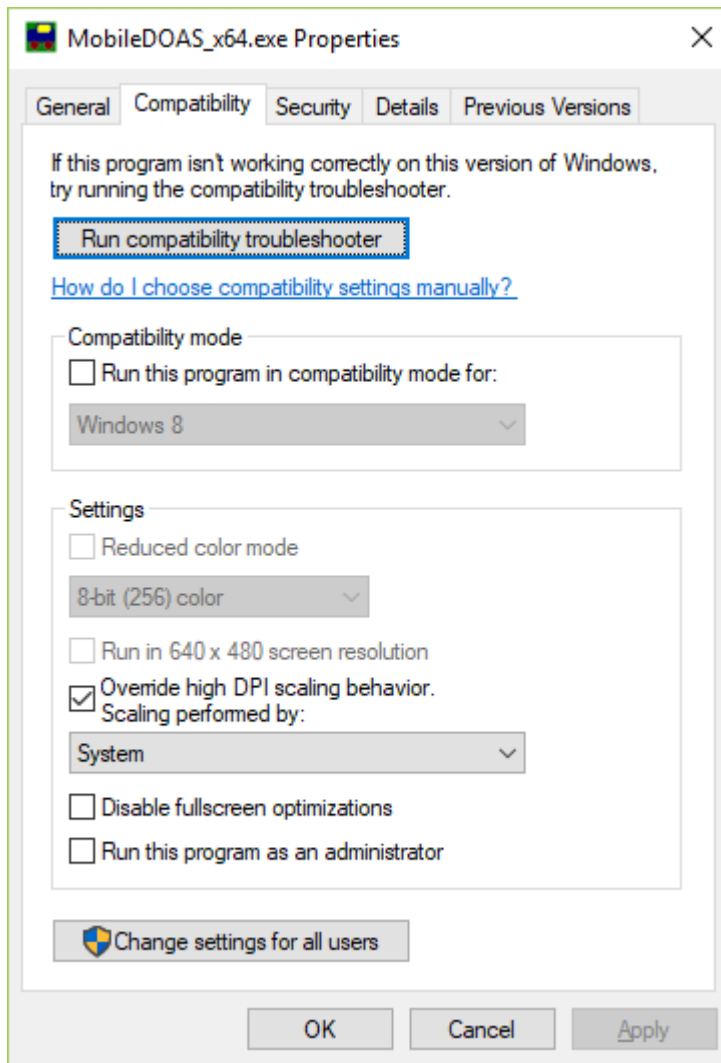 MobileDOAS_x64.exe Properties
General Compatibility Security Details Previous Versions
If this program isn't working correctly on this version of Windows,
try running the compatibility troubleshooter.
Run compatibility troubleshooter
How do I choose compatibility settings manually?
Compatibility mode
Run this program in compatibility mode for:
Windows 8
Settings
Reduced color mode
8-bit (256) color
Run in 640 x 480 screen resolution
Override high DPI scaling behavior.
Scaling performed by:
System
Disable fullscreen optimizations
Run this program as an administrator
Change settings for all users
OK Cancel Apply